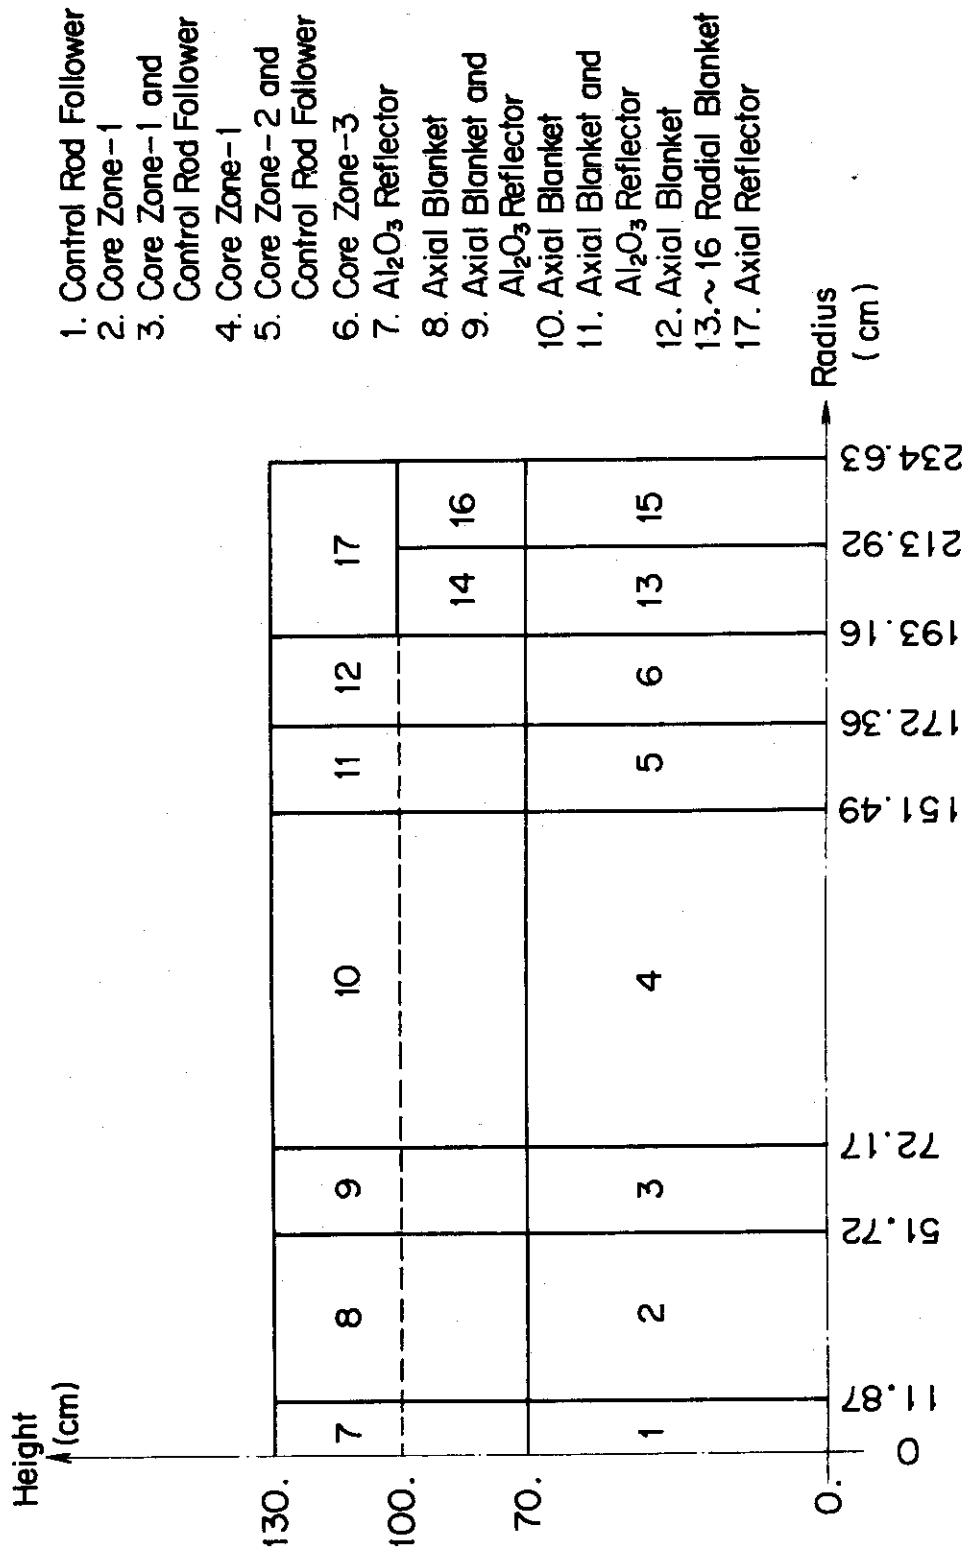 1. Control Rod Follower
2. Core Zone-1
3. Core Zone-1 and
Control Rod Follower
4. Core Zone-1
5. Core Zone-2 and
Control Rod Follower
6. Core Zone-3
7. Al₂O₃ Reflector
8. Axial Blanket
9. Axial Blanket and
Al₂O₃ Reflector
10. Axial Blanket
11. Axial Blanket and
Al₂O₃ Reflector
12. Axial Blanket
13.~16 Radial Blanket
17. Axial Reflector
Height
(cm)
130.
100.
70.
0.
7
8
9
10
11
12
17
14
16
1
2
3
4
5
6
13
15
0
11.87
51.72
72.17
151.49
172.36
193.16
213.92
234.63
Radius
(cm)